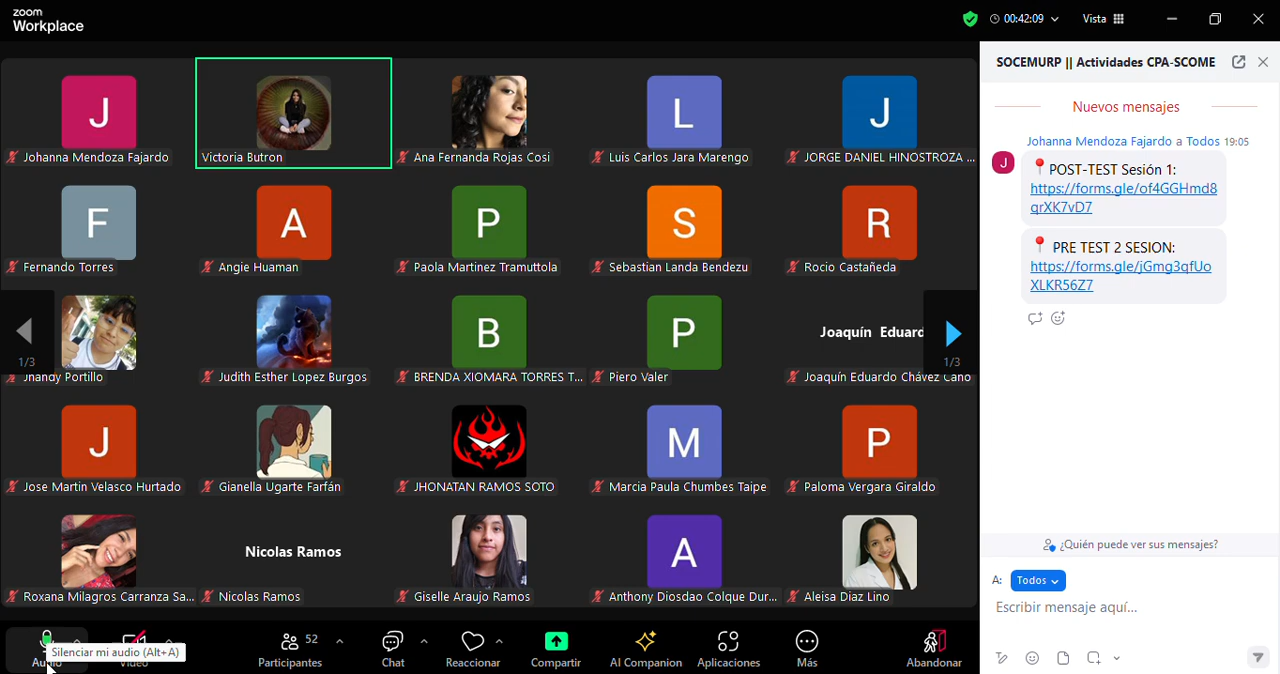 zoom
Workplace
00:42:09
Vista
SOCEMURP || Actividades CPA-SCOME
Nuevos mensajes
Johanna Mendoza Fajardo a Todos 19:05
J
POST-TEST Sesión 1:
https://forms.gle/of4GGHmd8
qrXK7vD7
PRE TEST 2 SESION:
https://forms.gle/jGmg3qfUo
XLKR56Z7
¿Quién puede ver sus mensajes?
A: Todos
Escribir mensaje aquí...
J
L
J
Johanna Mendoza Fajardo
Victoria Butron
Ana Fernanda Rojas Cosi
Luis Carlos Jara Marengo
JORGE DANIEL HINOSTROZA ...
F
A
P
S
R
Fernando Torres
Angie Huaman
Paola Martinez Tramuttola
Sebastian Landa Bendezu
Rocio Castañeda
B
P
Joaquín Eduard
1/3
1/3
Jhandy Portillo
Judith Esther Lopez Burgos
BRENDA XIOMARA TORRES T...
Piero Valer
Joaquín Eduardo Chávez Cano
J
M
P
Jose Martin Velasco Hurtado
Gianella Ugarte Farfán
JHONATAN RAMOS SOTO
Marcia Paula Chumbes Taipe
Paloma Vergara Giraldo
Nicolas Ramos
A
Roxana Milagros Carranza Sa...
Nicolas Ramos
Giselle Araujo Ramos
Anthony Diosdao Colque Dur...
Aleisa Diaz Lino
Silenciar mi audio (Alt+A)
Audio
Video
52
Participantes
Chat
Reaccionar
Compartir
AI Companion
Aplicaciones
Más
Abandonar